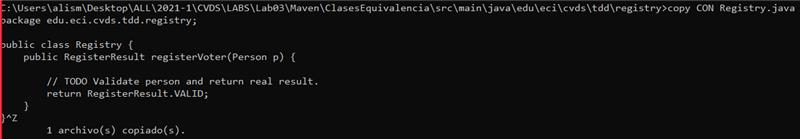 C:\Users\alism\Desktop\ALL\2021-1\CVDS\LABS\Lab03\Maven\ClasesEquivalencia\src\main\java\edu\eci\cvds\tdd\registry>copy CON Registry.java
package edu.eci.cvds.tdd.registry;

public class Registry {
    public RegisterResult registerVoter(Person p) {

        // TODO Validate person and return real result.
        return RegisterResult.VALID;
    }
}^Z
        1 archivo(s) copiado(s).